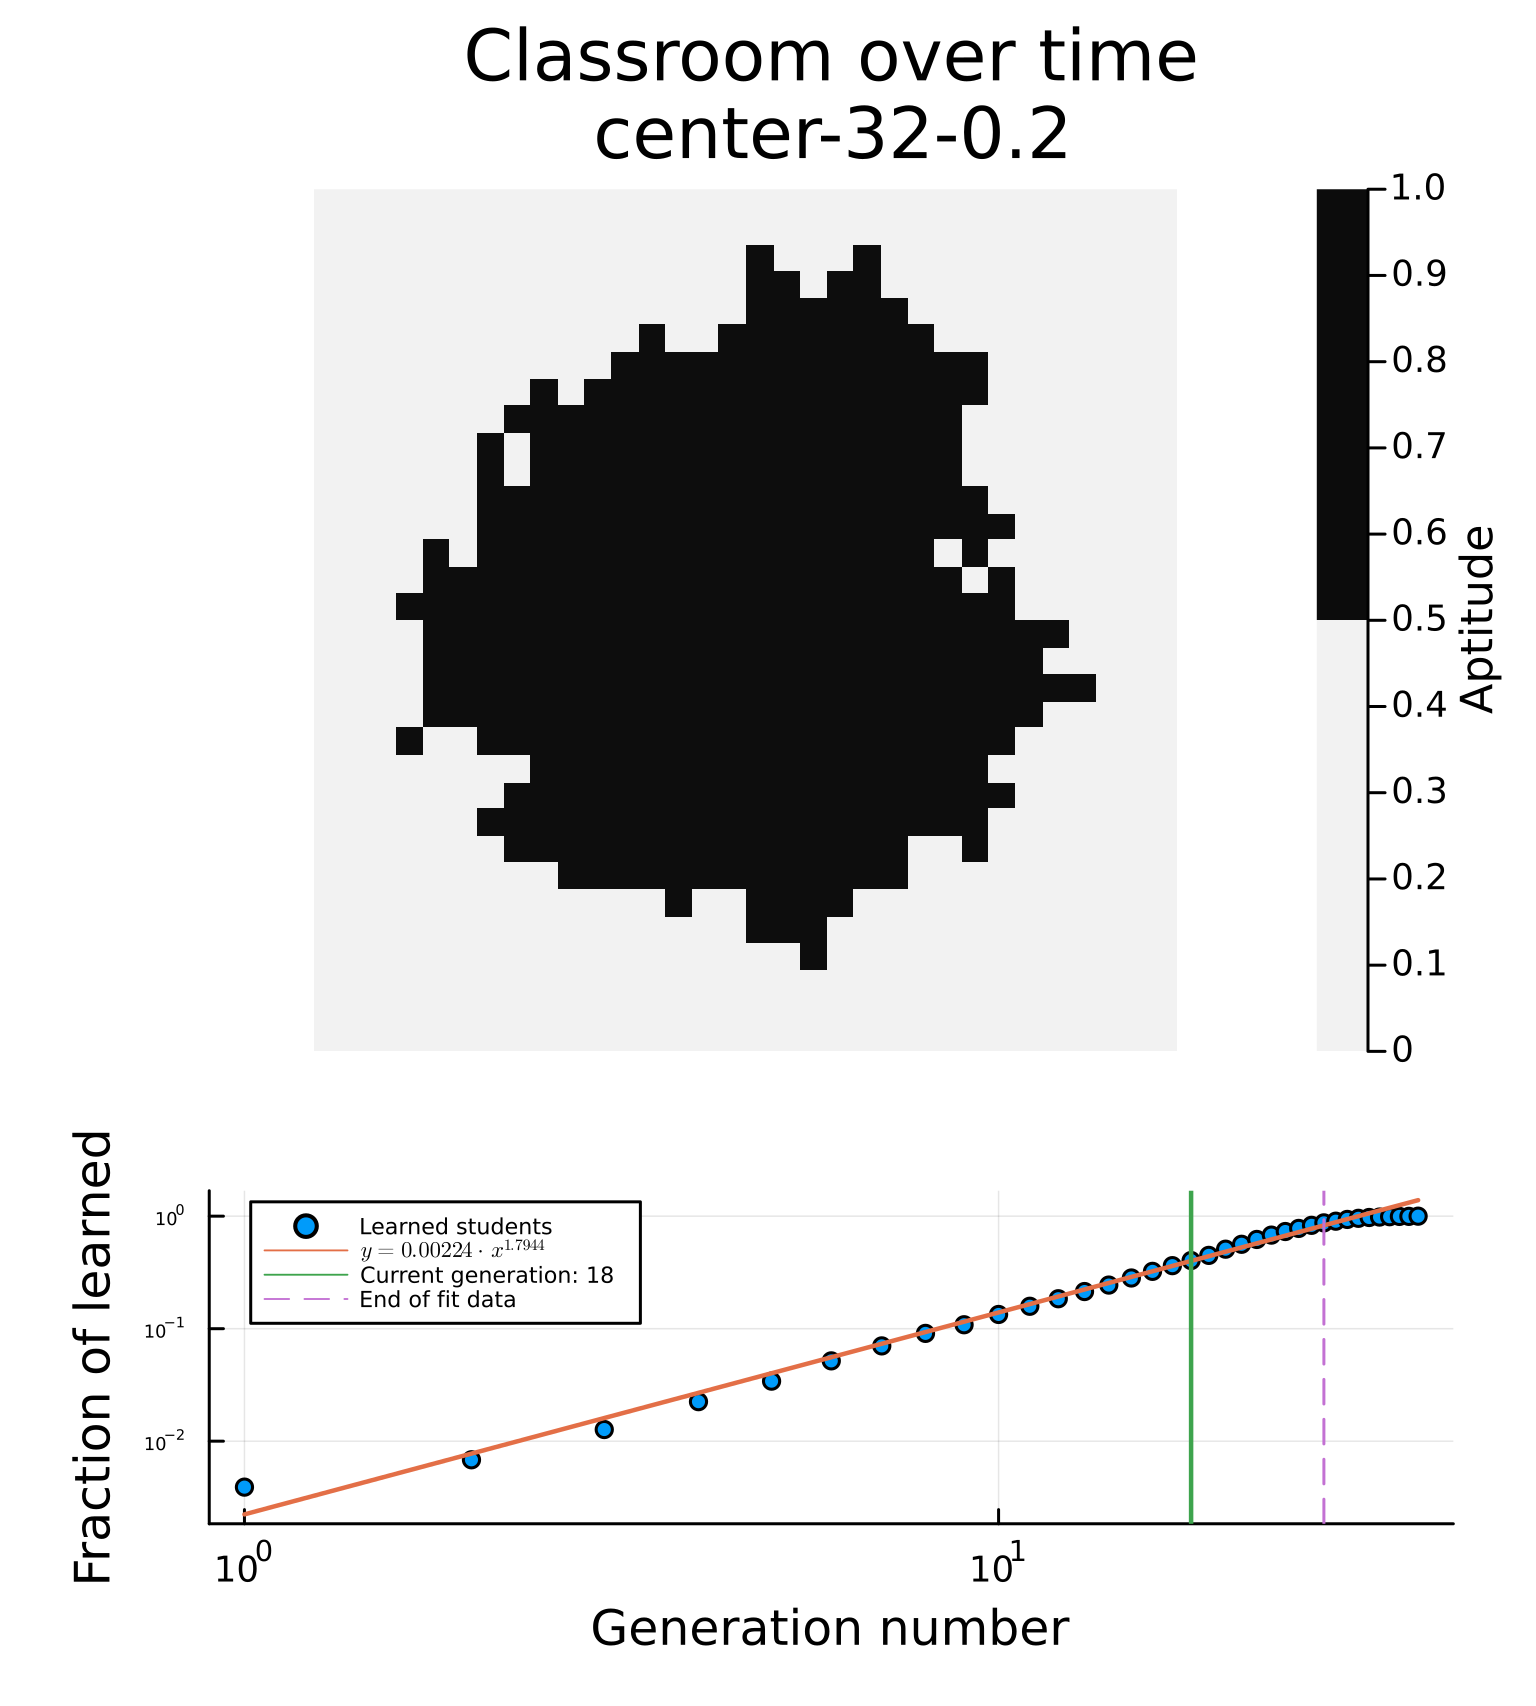 Classroom over time
center-32-0.2
1.0
0.9
0.8
0.7
0.6
0.5
0.4
0.3
0.2
0.1
0
Aptitude
Fraction of learned
10⁰
10⁻¹
10⁻²
Learned students
y = 0.00224 · x^1.7944
Current generation: 18
End of fit data
10⁰
10¹
Generation number